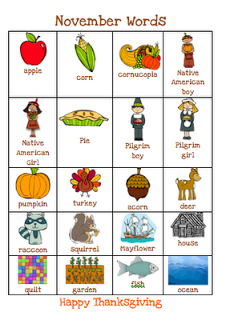 November Words
apple
corn
cornucopia
Native
American
boy
Native
American
Girl
Pie
Pilgrim
boy
Pilgrim
girl
pumpkin
turkey
acorn
deer
raccoon
Squirrel
Mayflower
house
quilt
garden
fish
ocean
Happy Thanksgiving